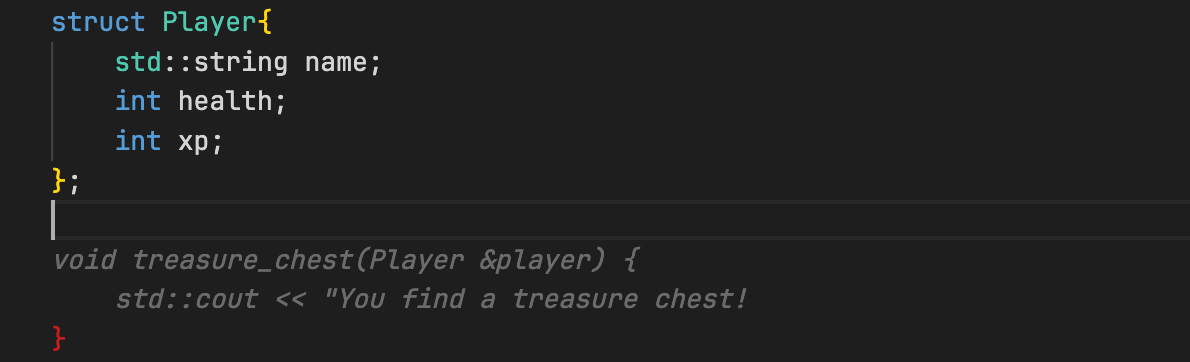 struct Player{
    std::string name;
    int health;
    int xp;
};
void treasure_chest(Player &player) {
    std::cout << "You find a treasure chest!
}